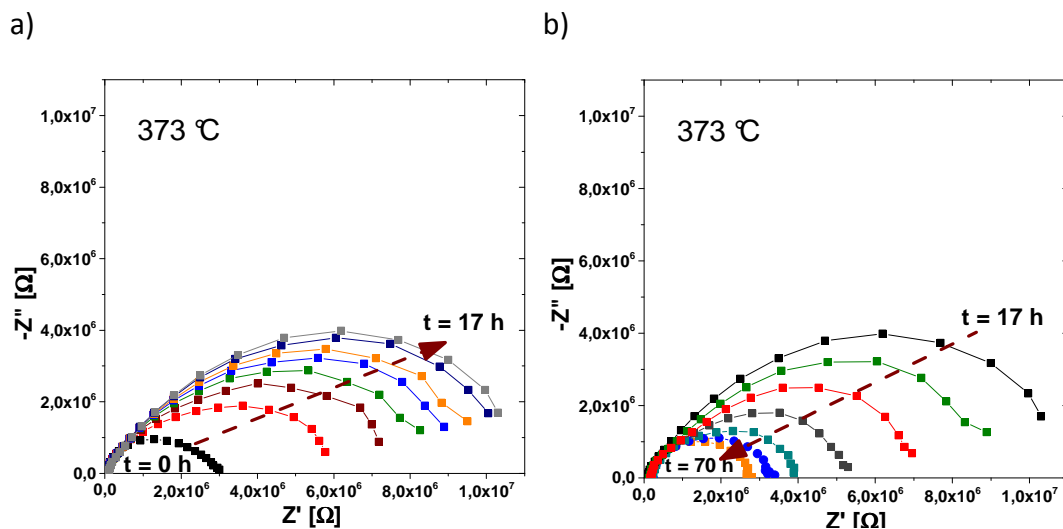 a)
373 °C
1,0x10⁷
8,0x10⁶
6,0x10⁶
4,0x10⁶
2,0x10⁶
0,0
-Z" [Ω]
t = 17 h
t = 0 h
0,0 2,0x10⁶ 4,0x10⁶ 6,0x10⁶ 8,0x10⁶ 1,0x10⁷
Z' [Ω]
b)
373 °C
1,0x10⁷
8,0x10⁶
6,0x10⁶
4,0x10⁶
2,0x10⁶
0,0
-Z" [Ω]
t = 17 h
t = 70 h
0,0 2,0x10⁶ 4,0x10⁶ 6,0x10⁶ 8,0x10⁶ 1,0x10⁷
Z' [Ω]